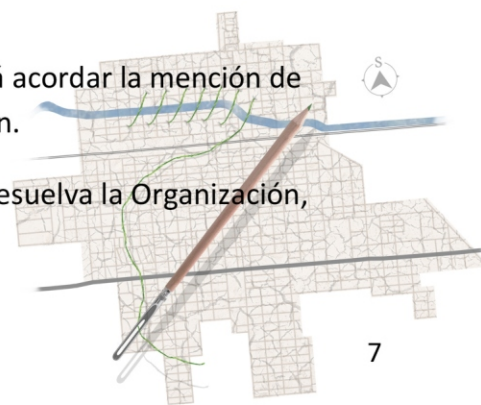 acordar la mención de
n.
esuelva la Organización,
S
7